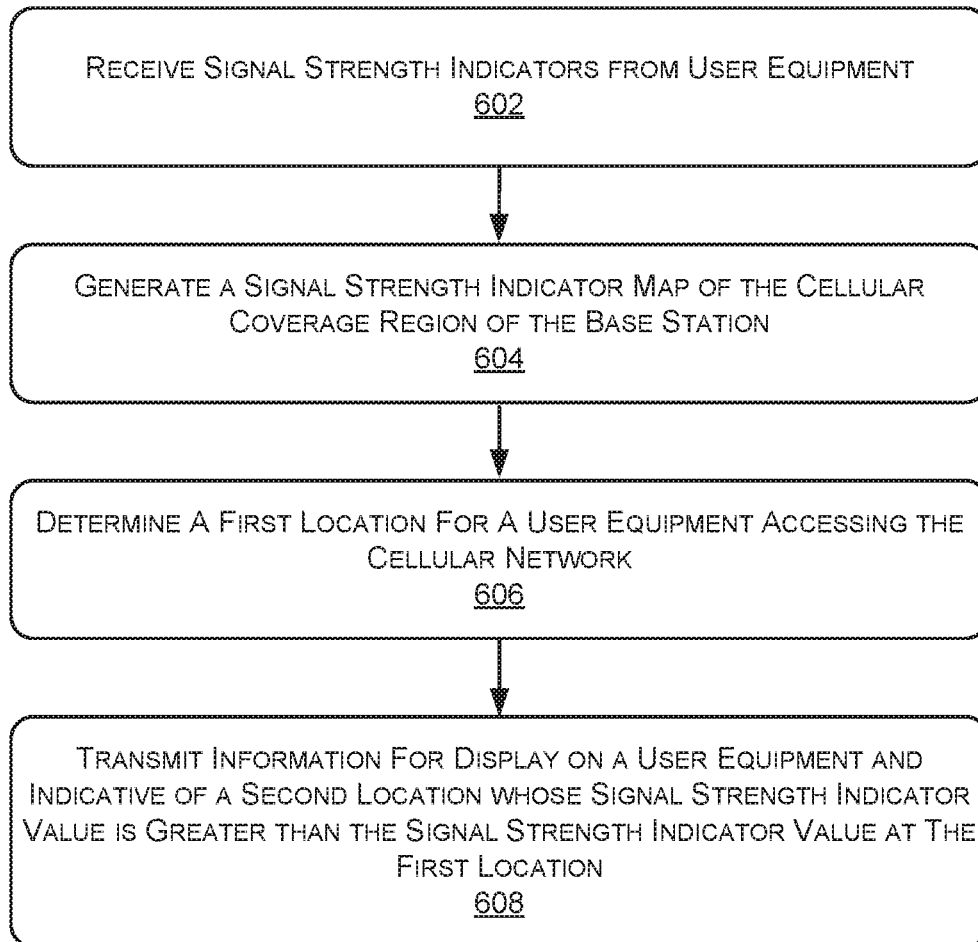 RECEIVE SIGNAL STRENGTH INDICATORS FROM USER EQUIPMENT
602
GENERATE A SIGNAL STRENGTH INDICATOR MAP OF THE CELLULAR
COVERAGE REGION OF THE BASE STATION
604
DETERMINE A FIRST LOCATION FOR A USER EQUIPMENT ACCESSING THE
CELLULAR NETWORK
606
TRANSMIT INFORMATION FOR DISPLAY ON A USER EQUIPMENT AND
INDICATIVE OF A SECOND LOCATION WHOSE SIGNAL STRENGTH INDICATOR
VALUE IS GREATER THAN THE SIGNAL STRENGTH INDICATOR VALUE AT THE
FIRST LOCATION
608